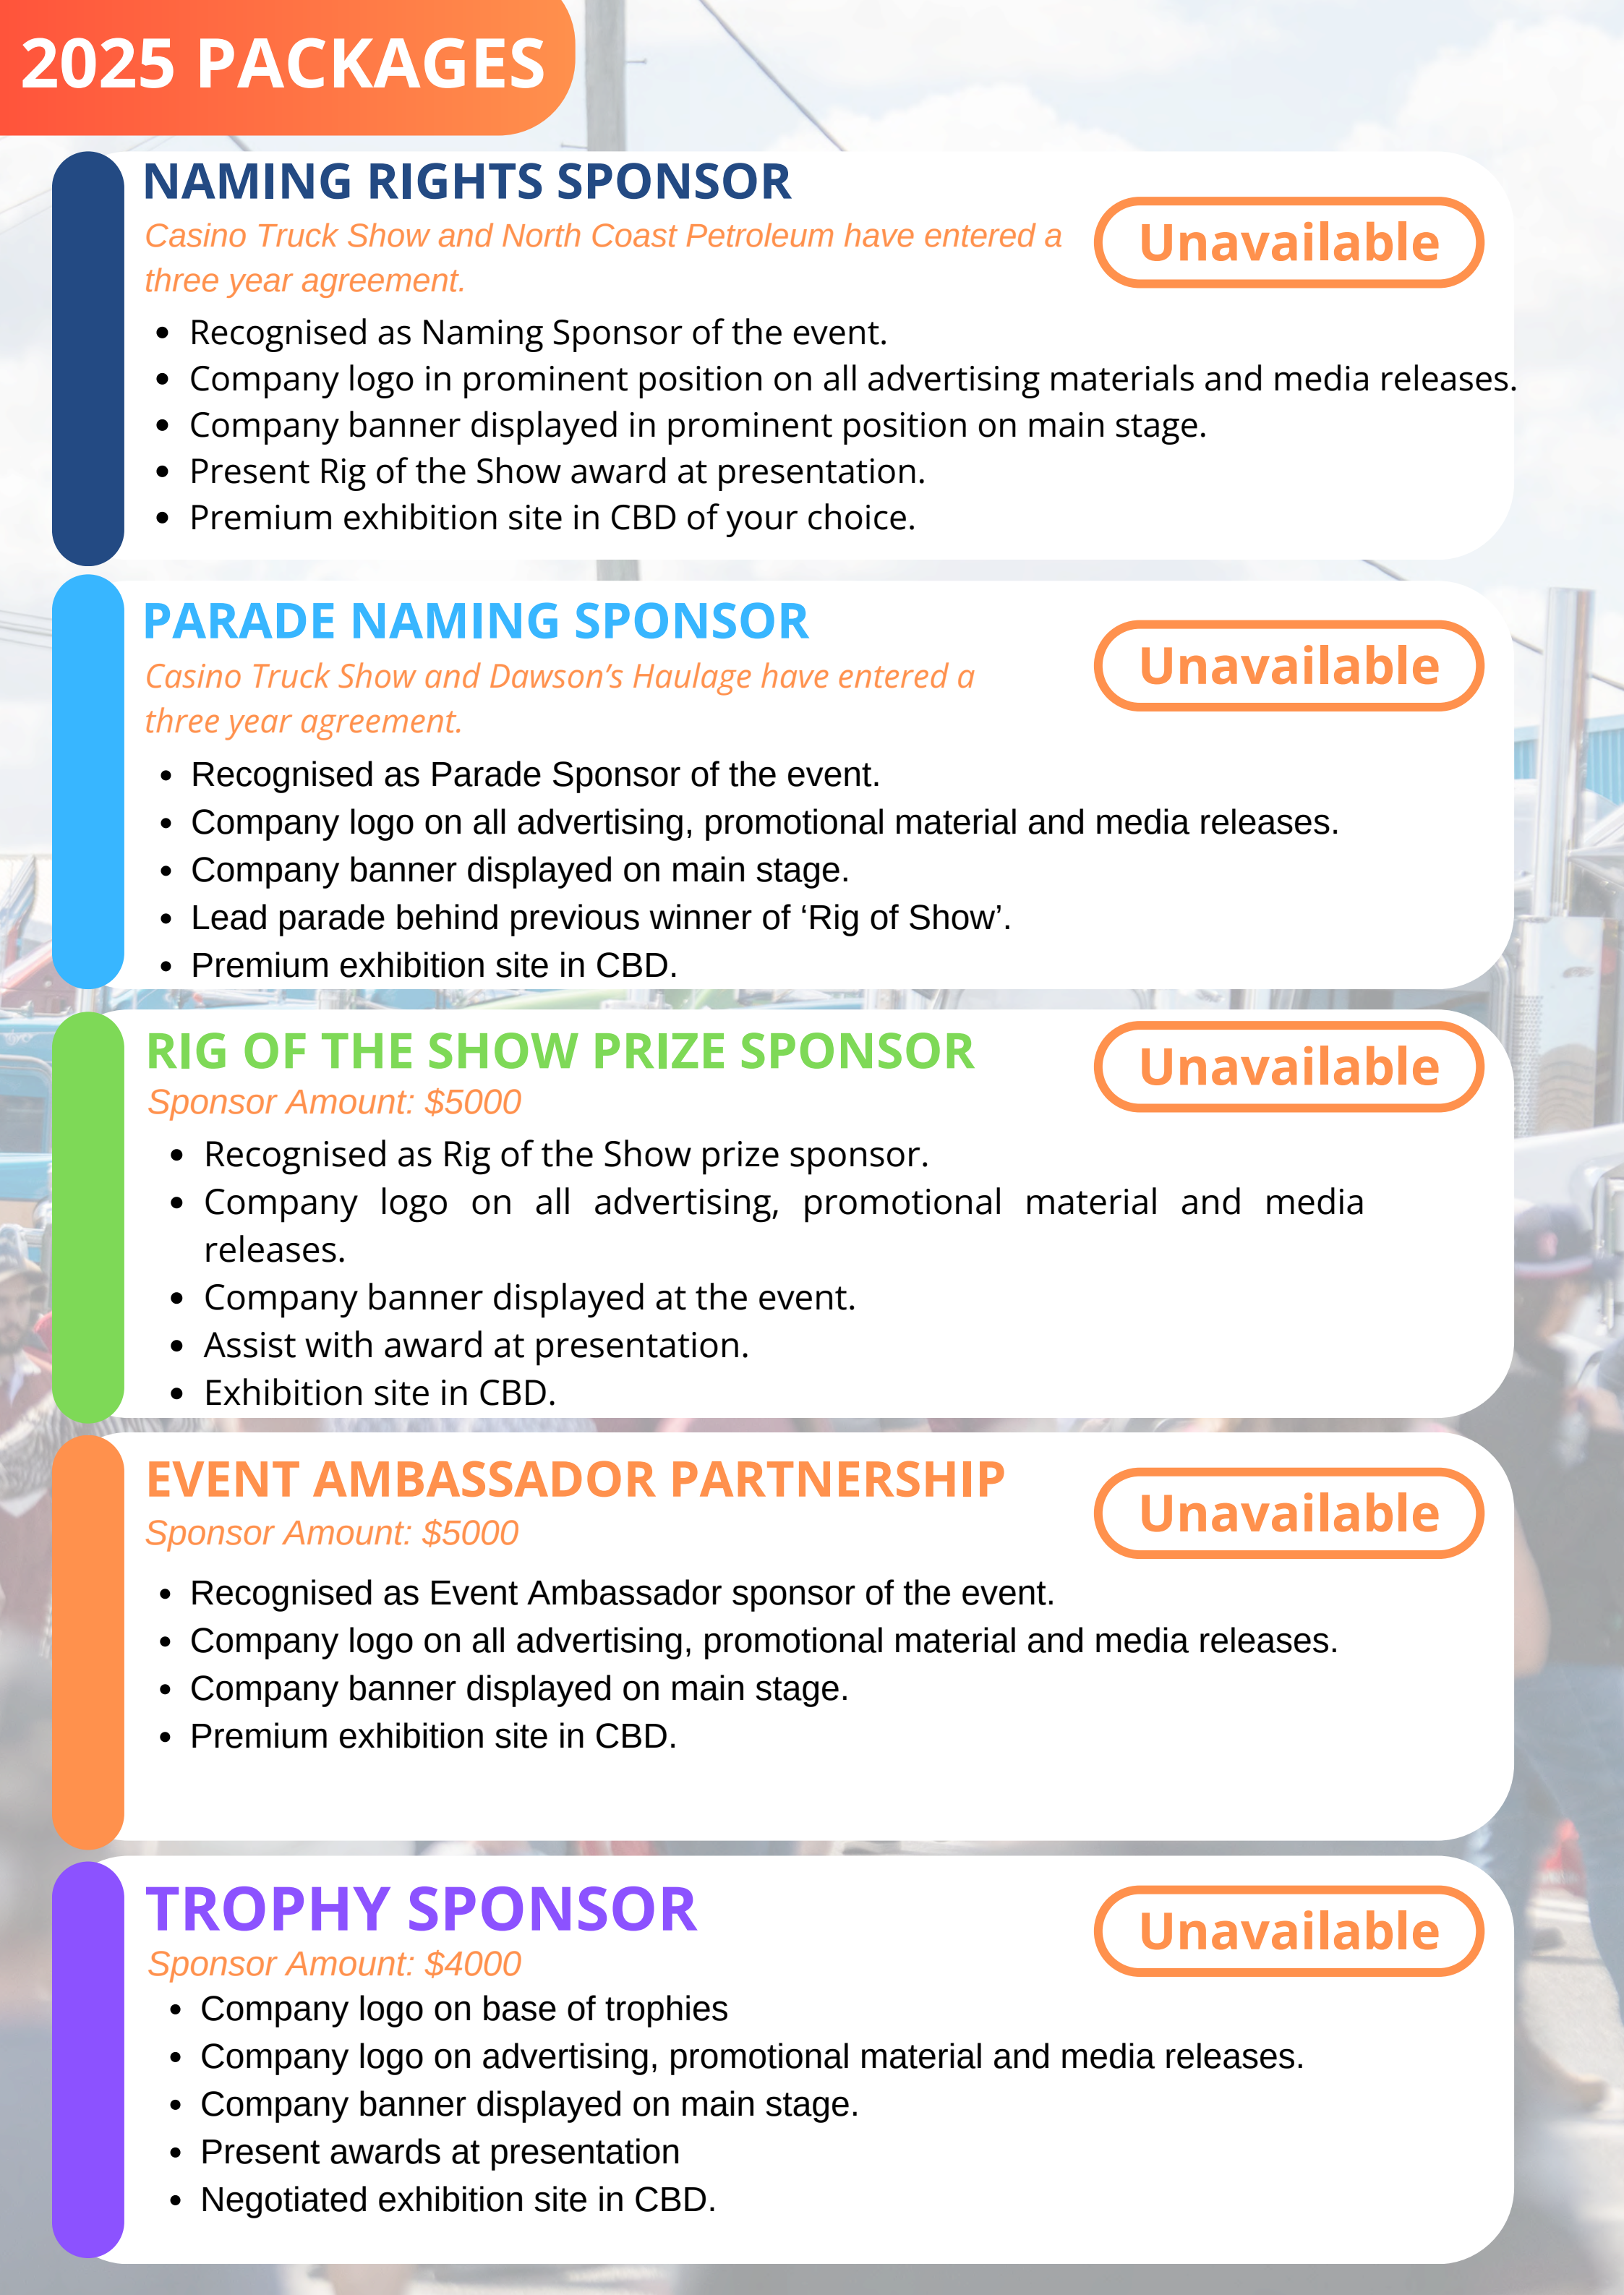 2025 PACKAGES
NAMING RIGHTS SPONSOR
Casino Truck Show and North Coast Petroleum have entered a
three year agreement.
Unavailable
• Recognised as Naming Sponsor of the event.
• Company logo in prominent position on all advertising materials and media releases.
• Company banner displayed in prominent position on main stage.
• Present Rig of the Show award at presentation.
• Premium exhibition site in CBD of your choice.
PARADE NAMING SPONSOR
Casino Truck Show and Dawson’s Haulage have entered a
three year agreement.
Unavailable
• Recognised as Parade Sponsor of the event.
• Company logo on all advertising, promotional material and media releases.
• Company banner displayed on main stage.
• Lead parade behind previous winner of ‘Rig of Show’.
• Premium exhibition site in CBD.
RIG OF THE SHOW PRIZE SPONSOR
Sponsor Amount: $5000
Unavailable
• Recognised as Rig of the Show prize sponsor.
• Company logo on all advertising, promotional material and media
releases.
• Company banner displayed at the event.
• Assist with award at presentation.
• Exhibition site in CBD.
EVENT AMBASSADOR PARTNERSHIP
Sponsor Amount: $5000
Unavailable
• Recognised as Event Ambassador sponsor of the event.
• Company logo on all advertising, promotional material and media releases.
• Company banner displayed on main stage.
• Premium exhibition site in CBD.
TROPHY SPONSOR
Sponsor Amount: $4000
Unavailable
• Company logo on base of trophies
• Company logo on advertising, promotional material and media releases.
• Company banner displayed on main stage.
• Present awards at presentation
• Negotiated exhibition site in CBD.